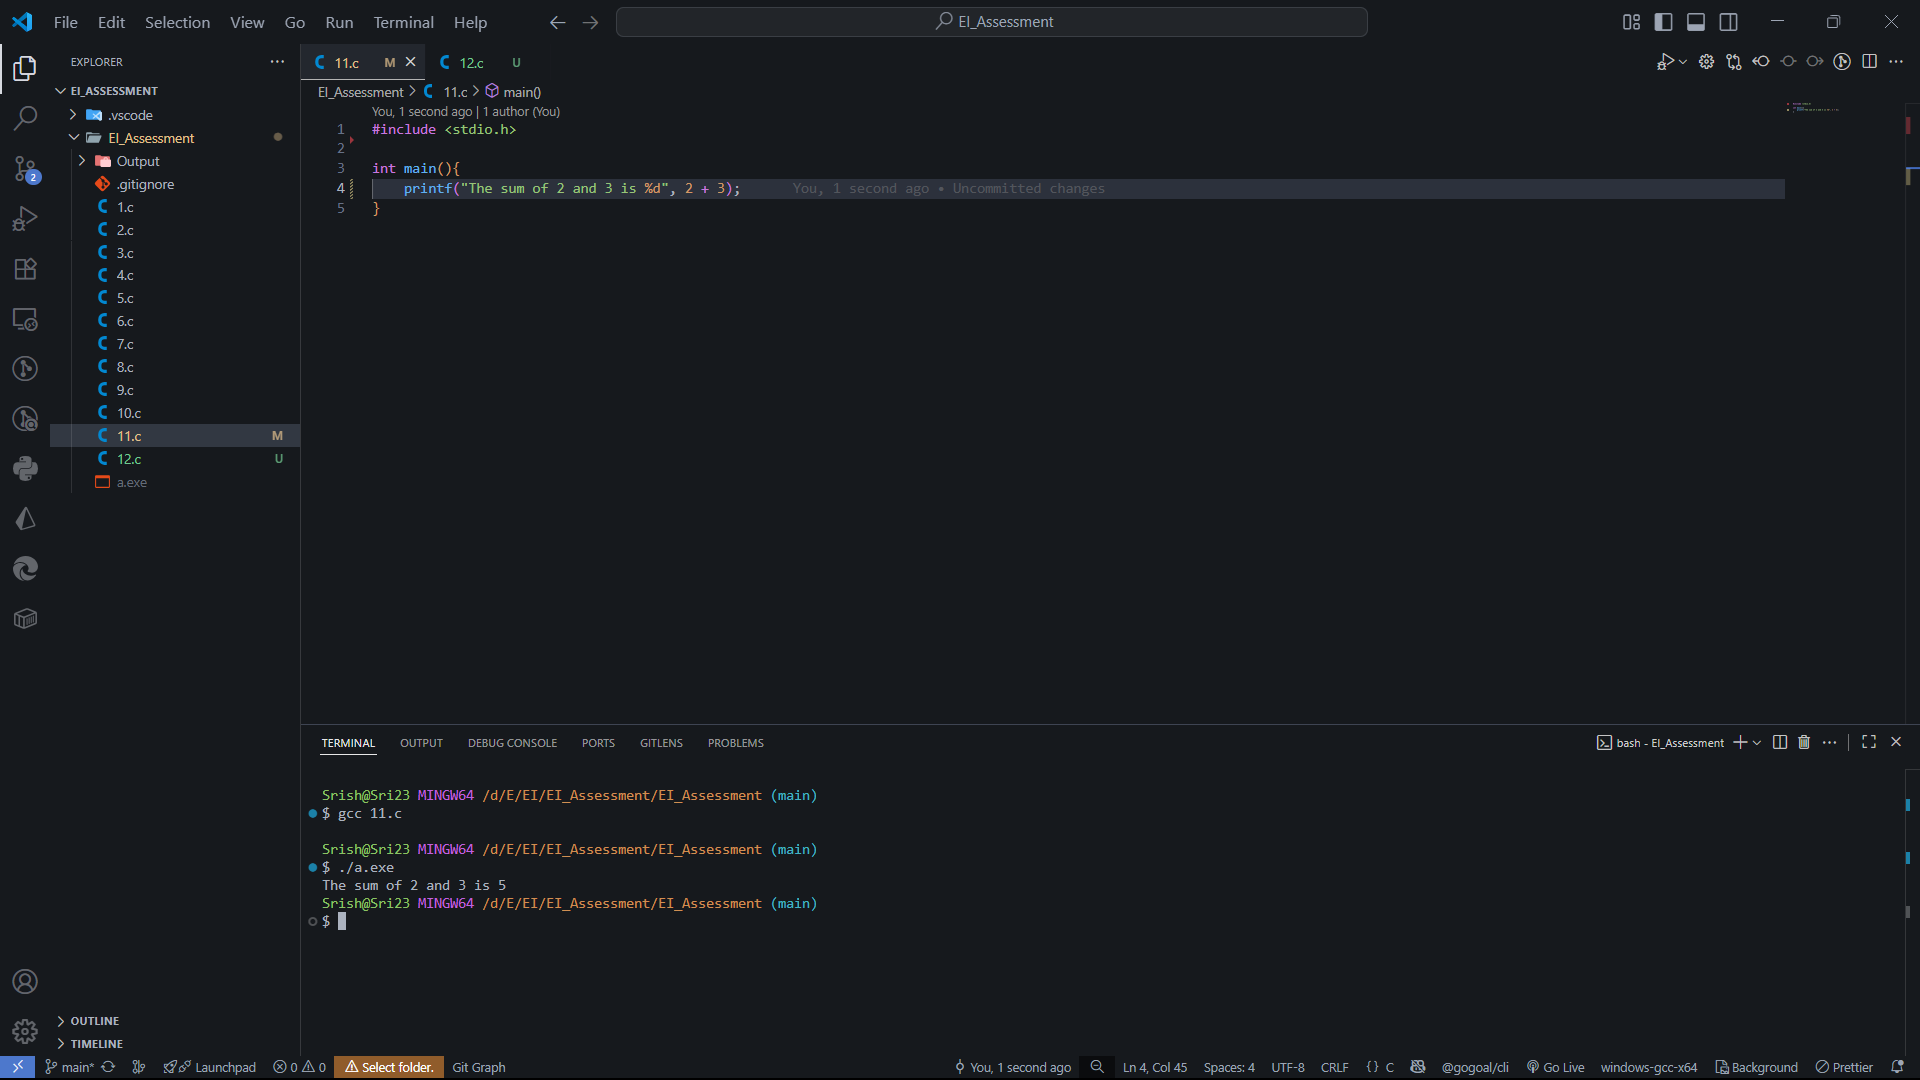 File Edit Selection View Go Run Terminal Help
EI_Assessment
EXPLORER
EI_ASSESSMENT
.vscode
EI_Assessment
Output
.gitignore
1.c
2.c
3.c
4.c
5.c
6.c
7.c
8.c
9.c
10.c
11.c M
12.c U
a.exe
OUTLINE
TIMELINE
2
11.c M
12.c U
EI_Assessment > 11.c > main()
You, 1 second ago | 1 author (You)
1 #include <stdio.h>
2
3 int main(){
4 printf("The sum of 2 and 3 is %d", 2 + 3); You, 1 second ago • Uncommitted changes
5 }
TERMINAL OUTPUT DEBUG CONSOLE PORTS GITLENS PROBLEMS
bash - EI_Assessment
Srish@Sri23 MINGW64 /d/E/EI/EI_Assessment/EI_Assessment (main)
$ gcc 11.c
Srish@Sri23 MINGW64 /d/E/EI/EI_Assessment/EI_Assessment (main)
$ ./a.exe
The sum of 2 and 3 is 5
Srish@Sri23 MINGW64 /d/E/EI/EI_Assessment/EI_Assessment (main)
$
main* Launchpad 0 0 Select folder. Git Graph You, 1 second ago Ln 4, Col 45 Spaces: 4 UTF-8 CRLF {} C @gogoal/cli Go Live windows-gcc-x64 Background Prettier